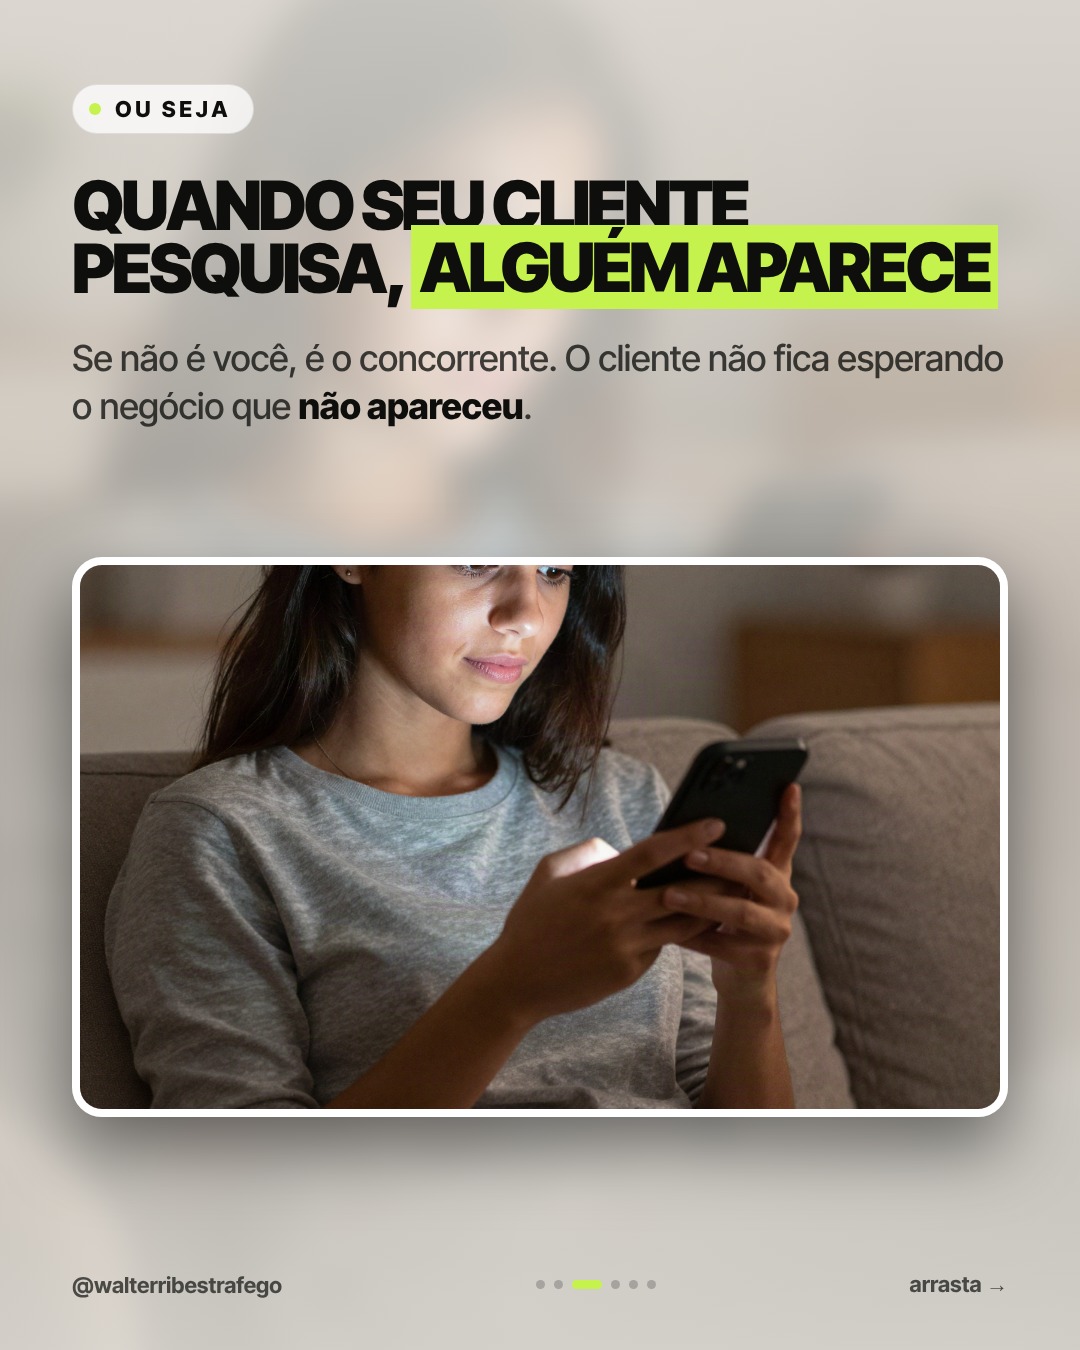 OU SEJA
QUANDO SEU CLIENTE
PESQUISA, ALGUÉM APARECE
Se não é você, é o concorrente. O cliente não fica esperando
o negócio que não apareceu.
@walterribestrafego
arrasta →